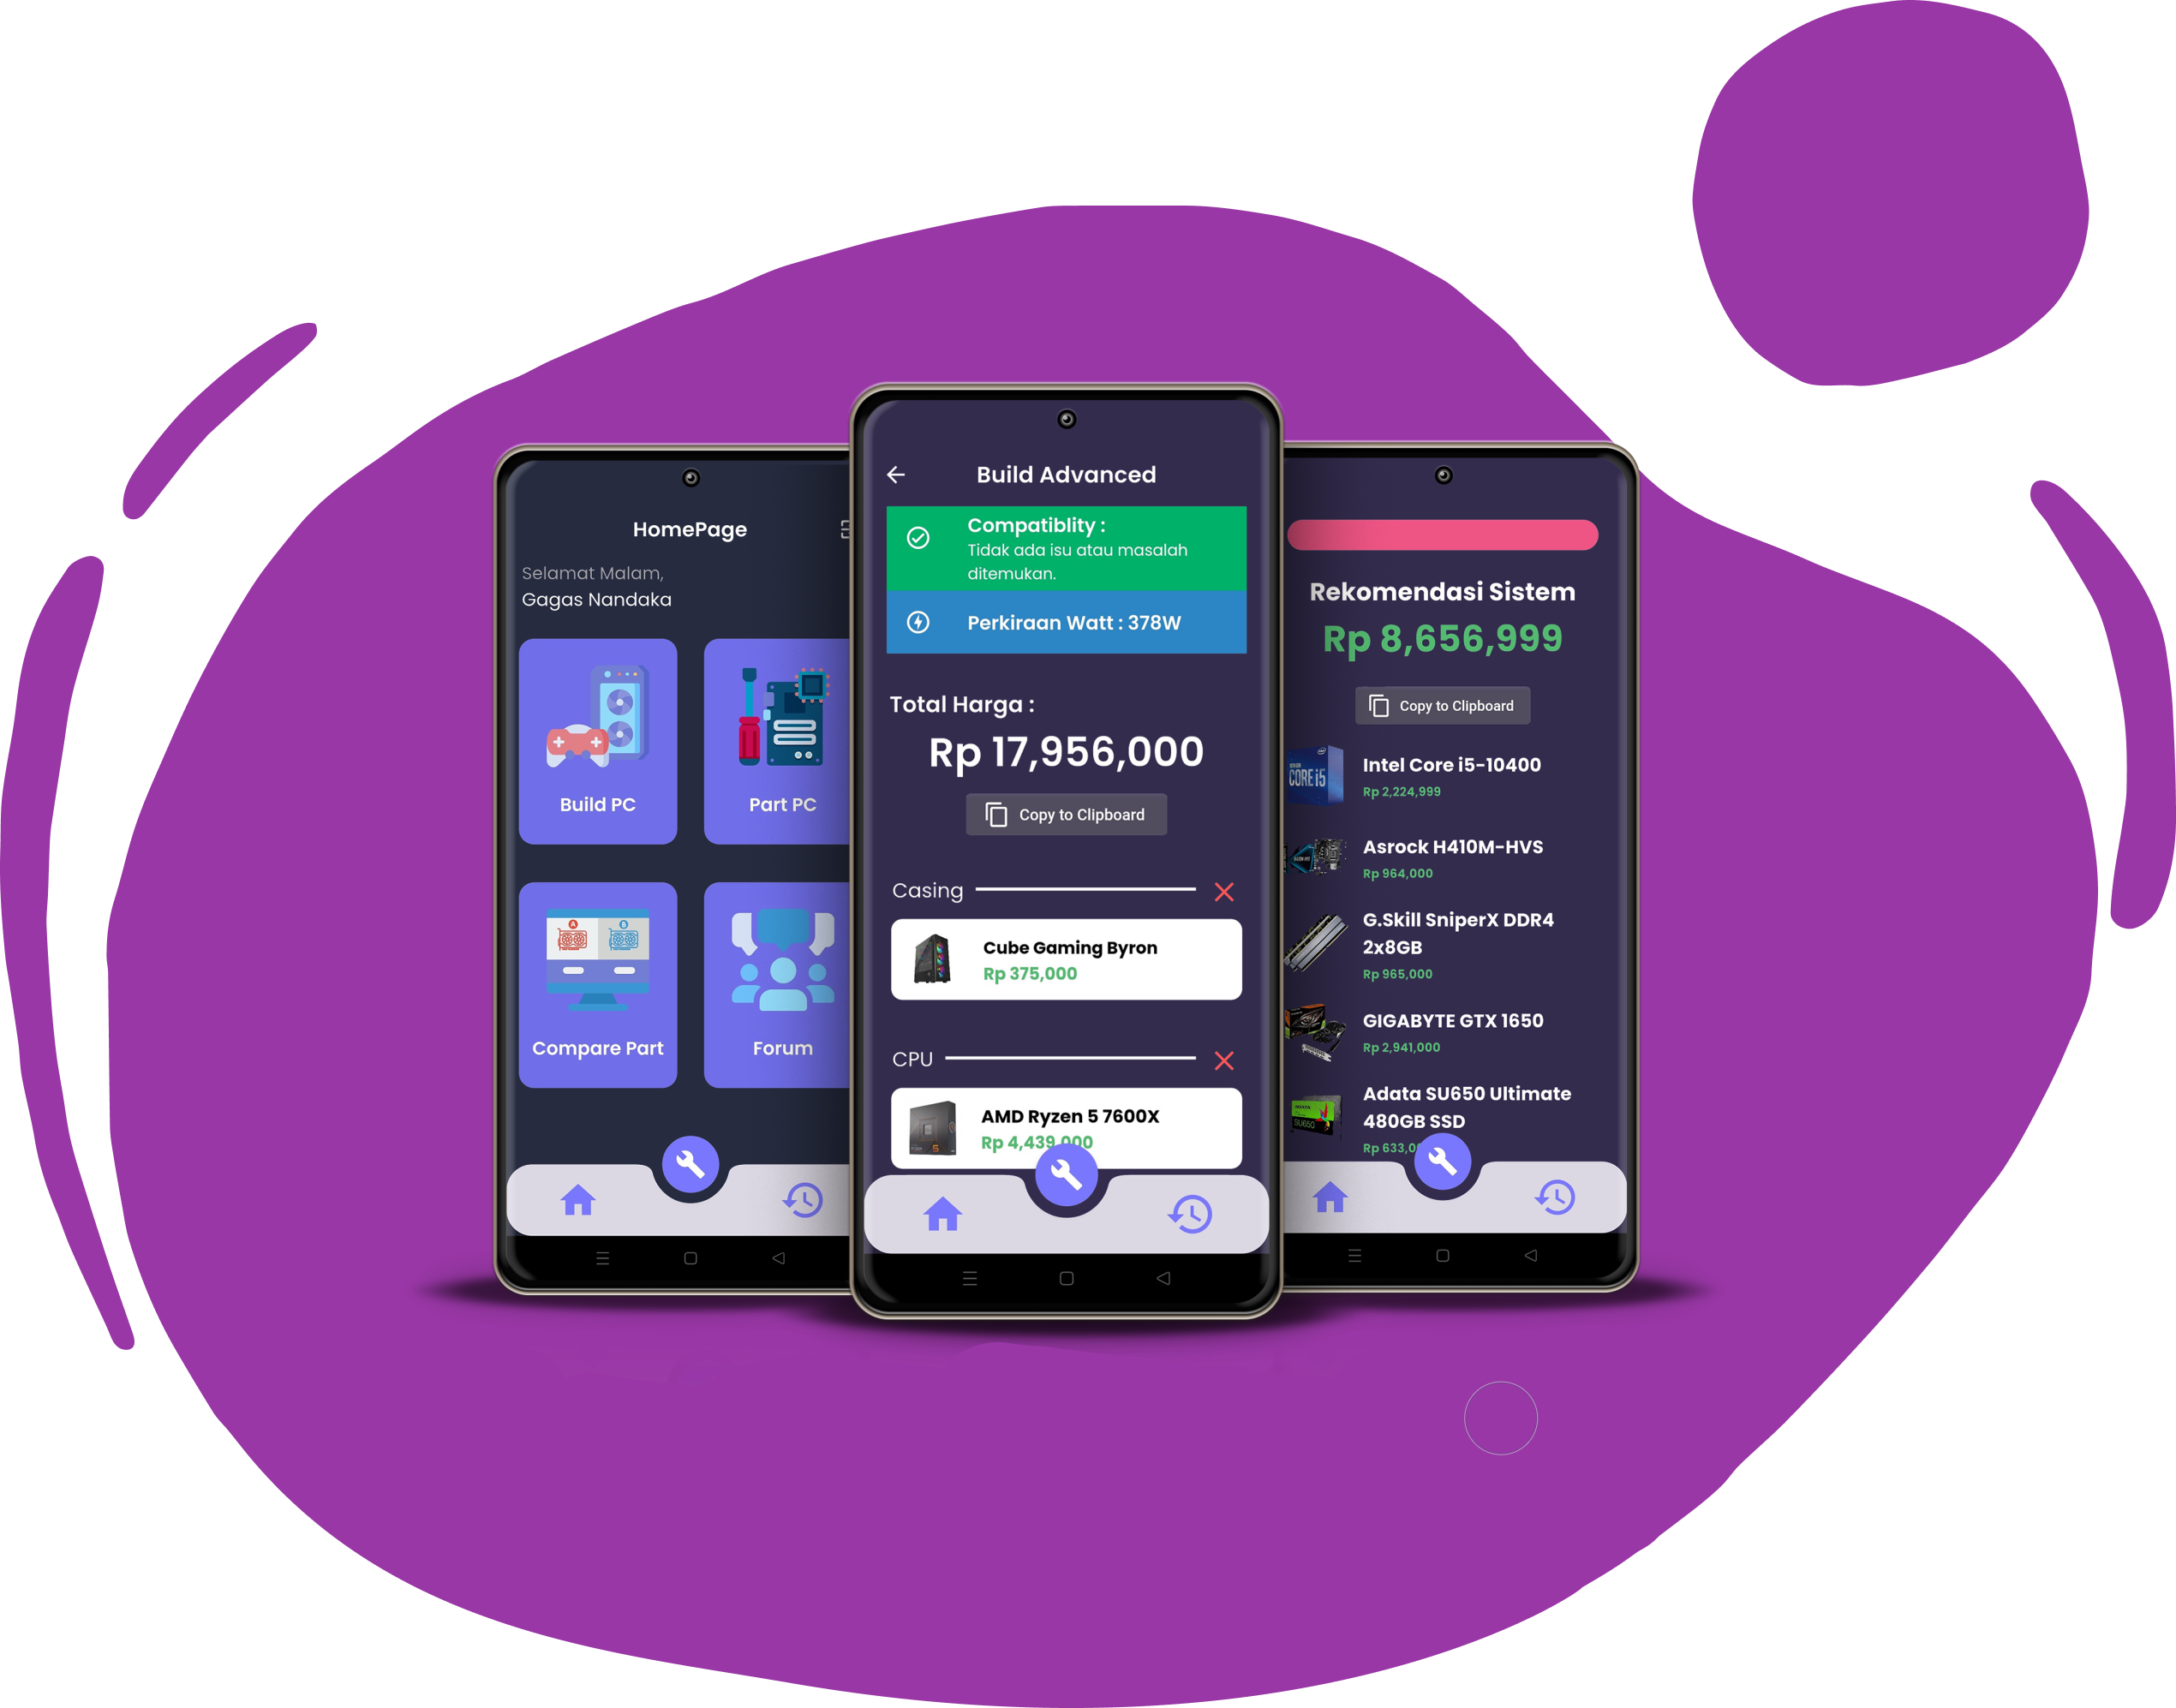 HomePage
Selamat Malam,
Gagas Nandaka
Build PC
Part PC
A
B
Compare Part
Forum
Build Advanced
Compatiblity :
Tidak ada isu atau masalah
ditemukan.
Perkiraan Watt : 378W
Total Harga :
Rp 17,956,000
Copy to Clipboard
Casing
Cube Gaming Byron
Rp 375,000
CPU
AMD Ryzen 5 7600X
Rp 4,439,000
5
Rekomendasi Sistem
Rp 8,656,999
Copy to Clipboard
CORE i5
Intel Core i5-10400
Rp 2,224,999
Asrock H410M-HVS
Rp 964,000
G.Skill SniperX DDR4
2x8GB
Rp 965,000
GIGABYTE GTX 1650
Rp 2,941,000
SU650
Adata SU650 Ultimate
480GB SSD
Rp 633,0